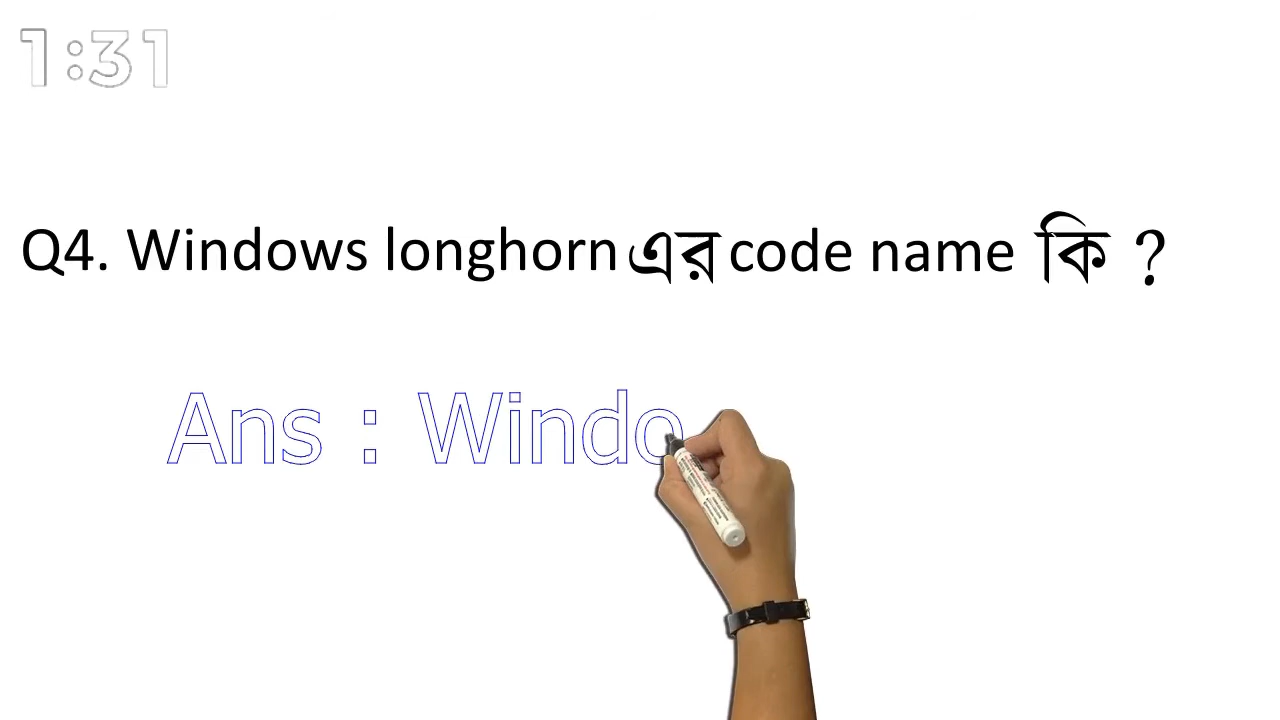 1:31
Q4. Windows longhorn এর code name কি ?
Ans : Windo